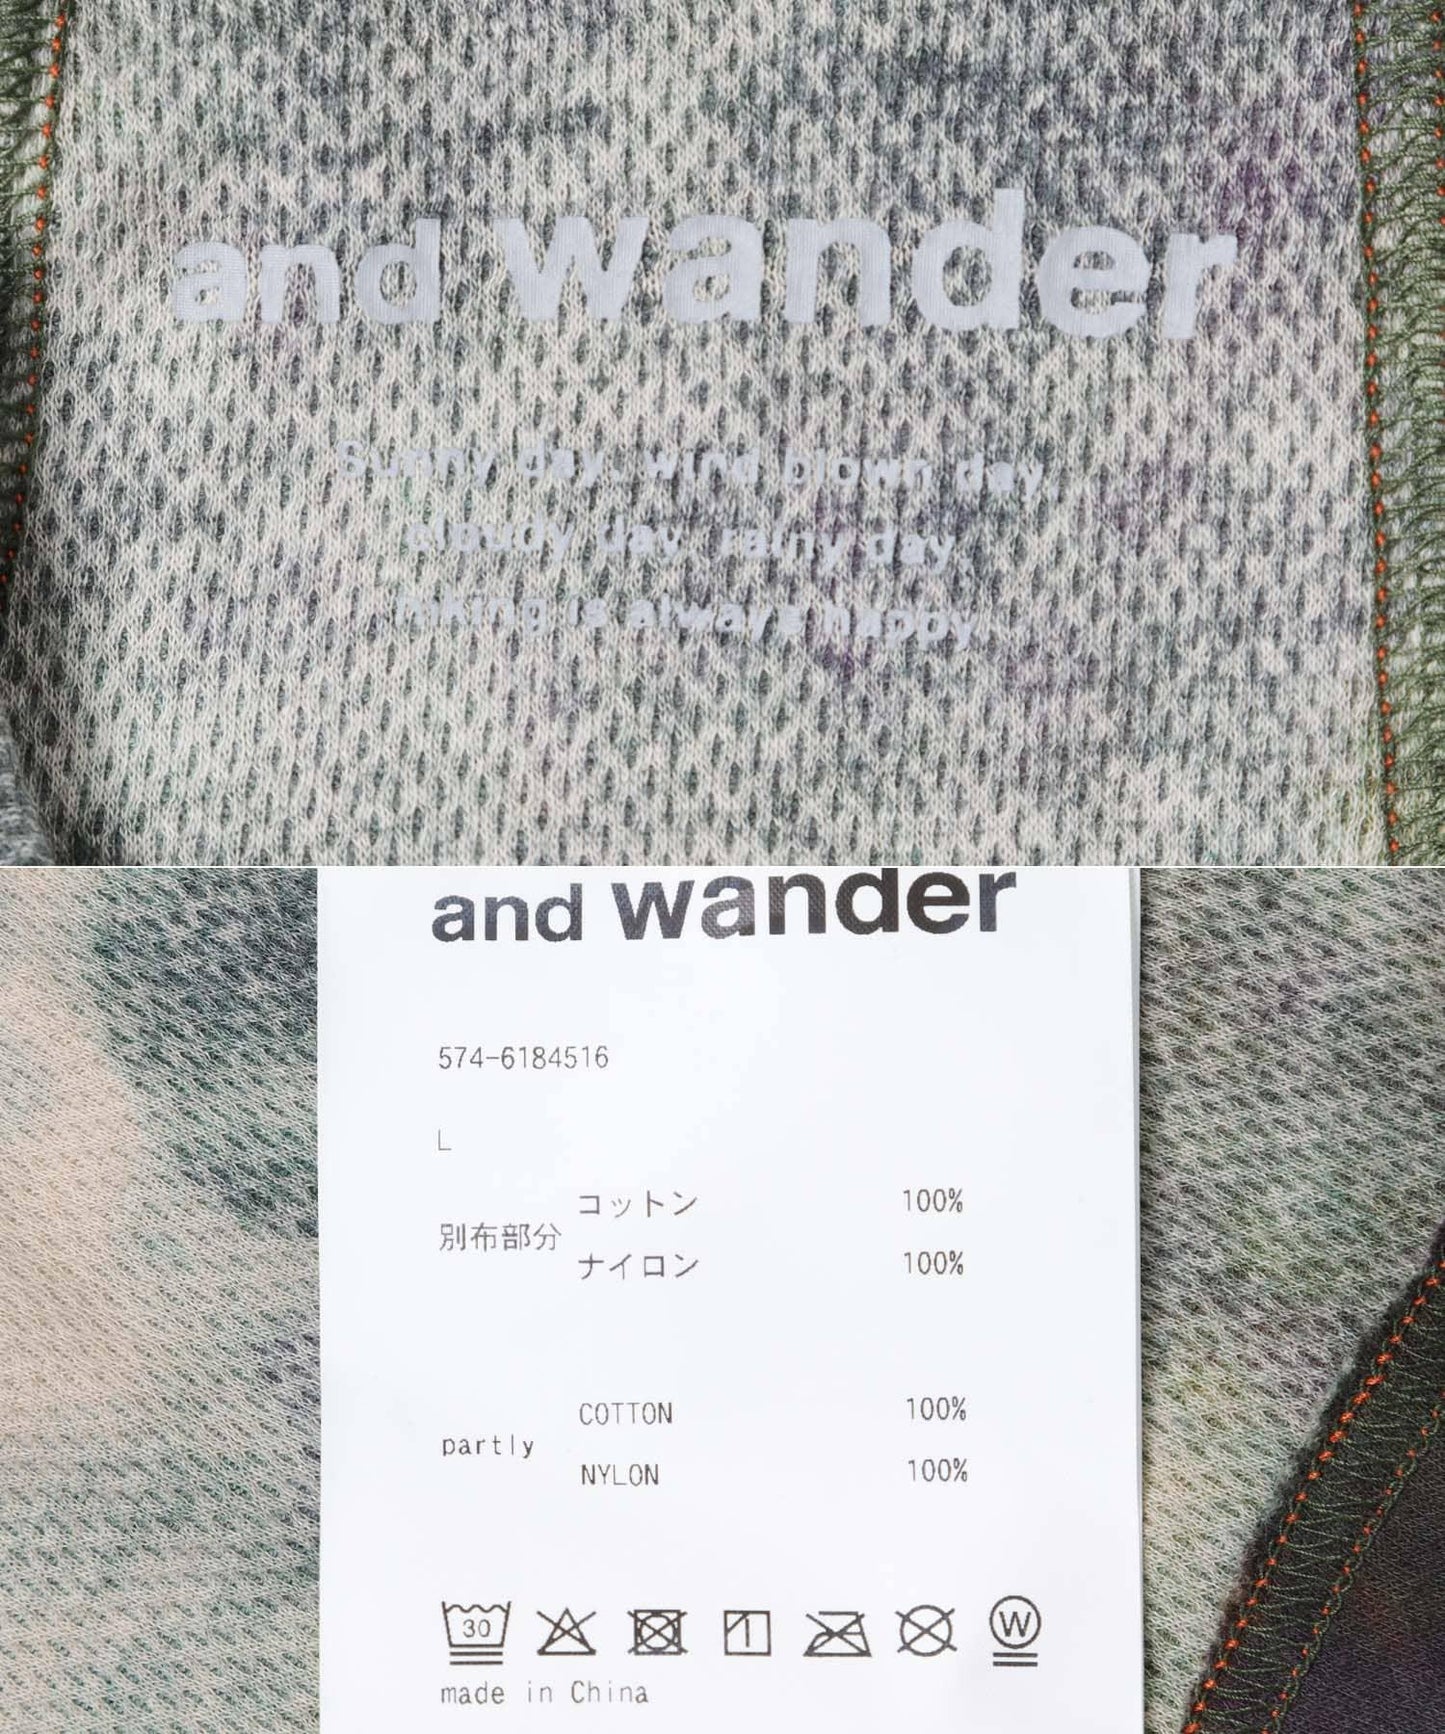 and wander
Sunny day, wind blown day,
cloudy day, rainy day,
hiking is always happy.
and wander
574-6184516
L
コットン 100%
別布部分
ナイロン 100%
COTTON 100%
partly
NYLON 100%
30
W
made in China